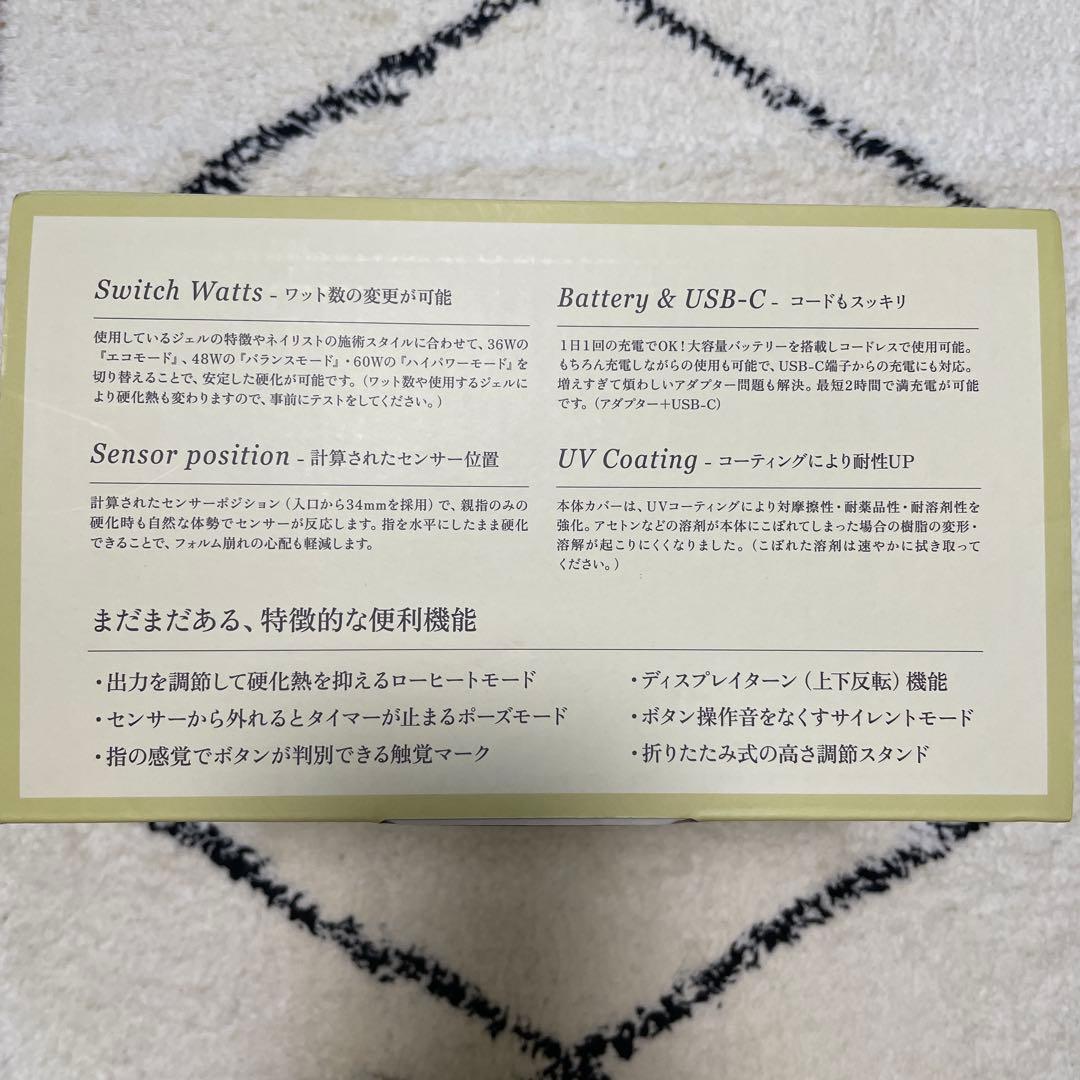 Switch Watts - ワット数の変更が可能
使用しているジェルの特徴やネイリストの施術スタイルに合わせて、36Wの
『エコモード』、48Wの『バランスモード』・60Wの『ハイパワーモード』を
切り替えることで、安定した硬化が可能です。（ワット数や使用するジェルに
より硬化熱も変わりますので、事前にテストをしてください。）
Battery & USB-C - コードもスッキリ
1日1回の充電でOK！大容量バッテリーを搭載しコードレスで使用可能。
もちろん充電しながらの使用も可能で、USB-C端子からの充電にも対応。
増えすぎて煩わしいアダプター問題も解決。最短2時間で満充電が可能
です。（アダプター＋USB-C）
Sensor position - 計算されたセンサー位置
計算されたセンサーポジション（入口から34mmを採用）で、親指のみの
硬化時も自然な体勢でセンサーが反応します。指を水平にしたまま硬化
できることで、フォルム崩れの心配も軽減します。
UV Coating - コーティングにより耐性UP
本体カバーは、UVコーティングにより対摩擦性・耐薬品性・耐溶剤性を
強化。アセトンなどの溶剤が本体にこぼれてしまった場合の樹脂の変形・
溶解が起こりにくくなりました。（こぼれた溶剤は速やかに拭き取って
ください。）
まだまだある、特徴的な便利機能
・出力を調節して硬化熱を抑えるローヒートモード
・センサーから外れるとタイマーが止まるポーズモード
・指の感覚でボタンが判別できる触覚マーク
・ディスプレイターン（上下反転）機能
・ボタン操作音をなくすサイレントモード
・折りたたみ式の高さ調節スタンド